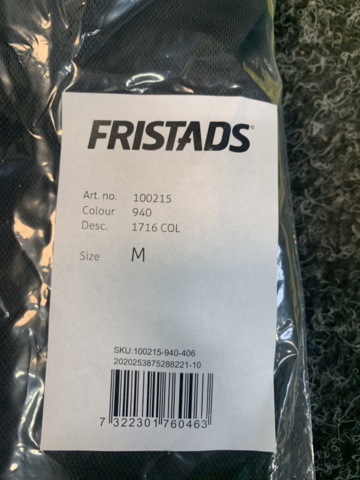 FRISTADS®
Art. no. 100215
Colour 940
Desc. 1716 COL
Size M
SKU:100215-940-406
2020253875288221-10
7 322301 760463